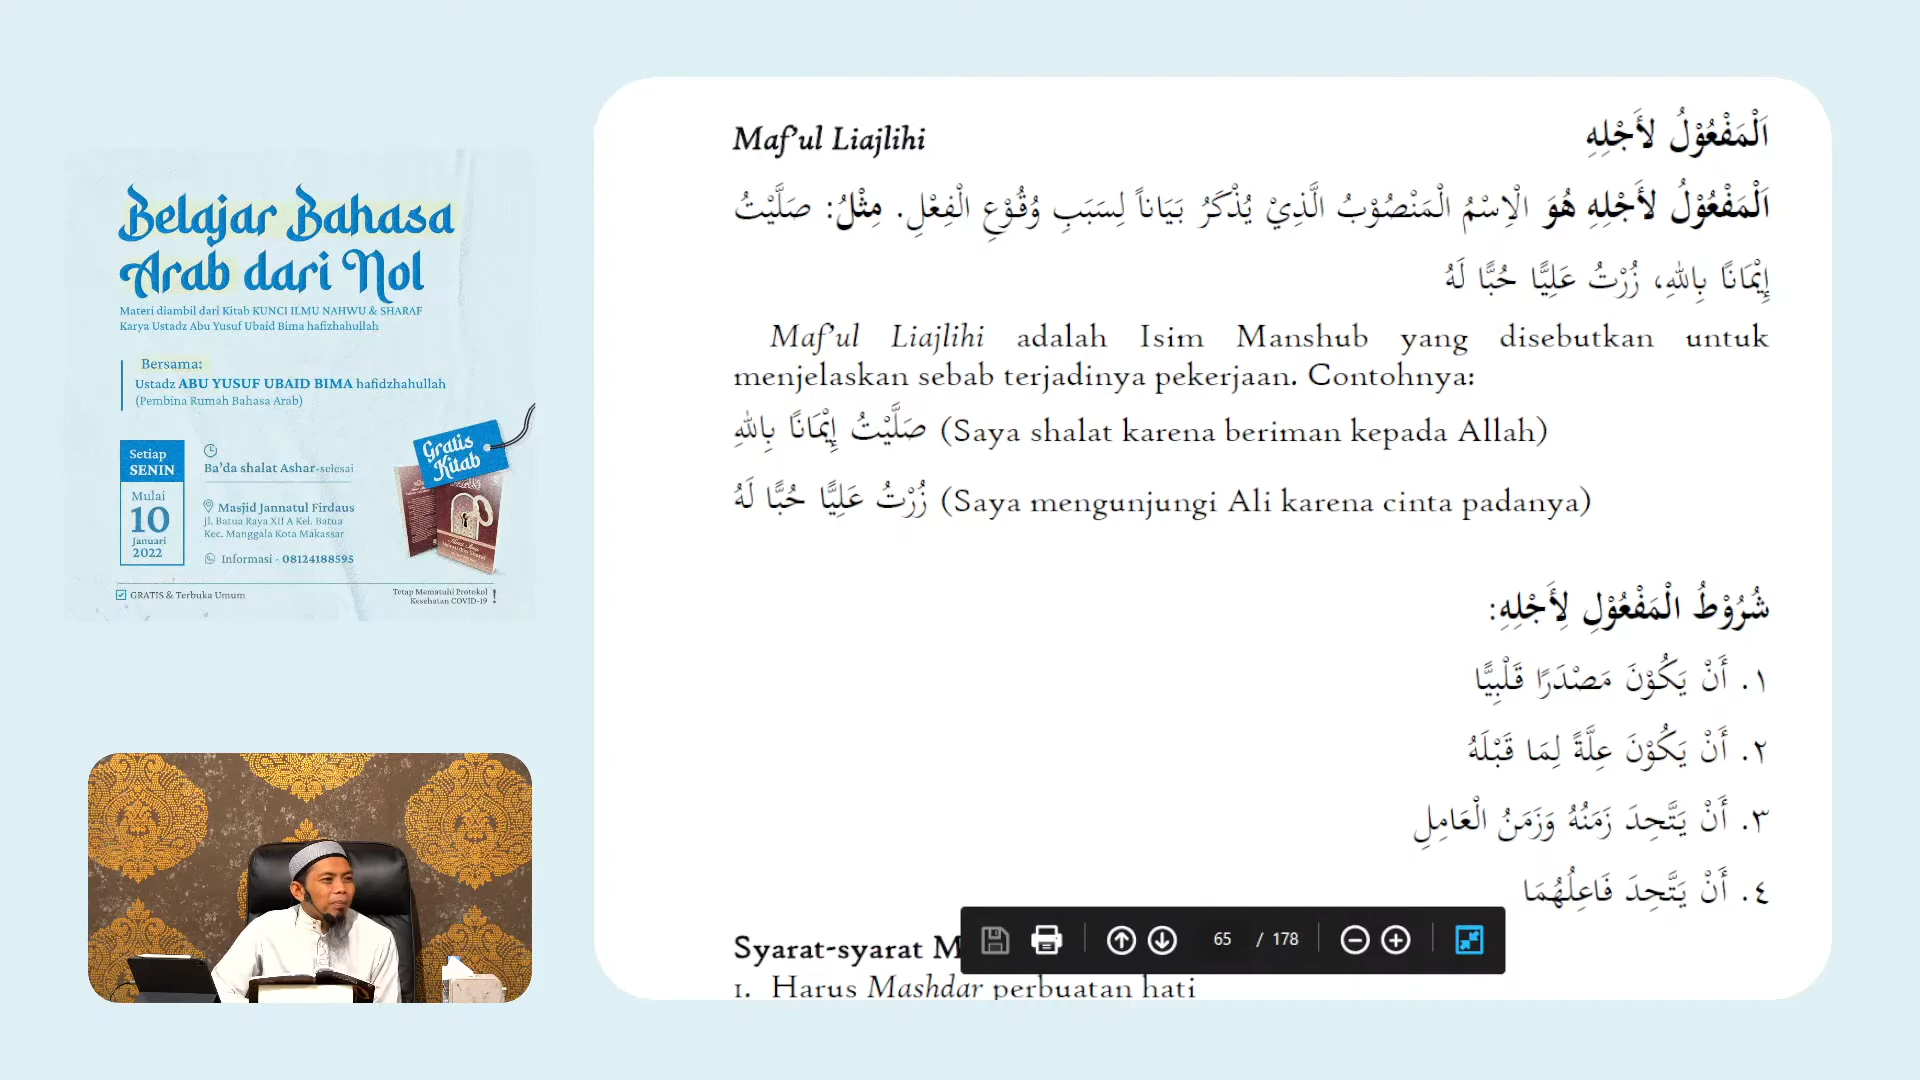 Belajar Bahasa
Arab dari Nol
Materi diambil dari Kitab KUNCI ILMU NAHWU & SHARAF
Karya Ustadz Abu Yusuf Ubaid Bima hafizhahullah
Bersama:
Ustadz ABU YUSUF UBAID BIMA hafidzhahullah
(Pembina Rumah Bahasa Arab)
Setiap
SENIN
Mulai
10
Januari
2022
Ba'da shalat Ashar-selesai
Masjid Jannatul Firdaus
Jl. Batua Raya XII A Kel. Batua
Kec. Manggala Kota Makassar
Informasi - 08124188595
Gratis
Kitab
GRATIS & Terbuka Umum
Tetap Mematuhi Protokol
Kesehatan COVID-19 !
Maf'ul Liajlihi
اَلْمَفْعُوْلُ لأَجْلِهِ
اَلْمَفْعُوْلُ لأَجْلِهِ هُوَ الْاِسْمُ الْمَنْصُوْبُ الَّذِيْ يُذْكَرُ بَيَاناً لِسَبَبِ وُقُوْعِ الْفِعْلِ. مِثْلُ: صَلَّيْتُ
إِيْمَانًا بِاللهِ، زُرْتُ عَلِيًّا حُبًّا لَهُ
Maf'ul Liajlihi adalah Isim Manshub yang disebutkan untuk
menjelaskan sebab terjadinya pekerjaan. Contohnya:
صَلَّيْتُ إِيْمَانًا بِاللهِ (Saya shalat karena beriman kepada Allah)
زُرْتُ عَلِيًّا حُبًّا لَهُ (Saya mengunjungi Ali karena cinta padanya)
شُرُوْطُ الْمَفْعُوْلِ لِأَجْلِهِ:
١. أَنْ يَكُوْنَ مَصْدَرًا قَلْبِيًّا
٢. أَنْ يَكُوْنَ عِلَّةً لِمَا قَبْلَهُ
٣. أَنْ يَتَّحِدَ زَمَنُهُ وَزَمَنُ الْعَامِلِ
٤. أَنْ يَتَّحِدَ فَاعِلُهُمَا
65 / 178
Syarat-syarat M
1. Harus Mashdar perbuatan hati